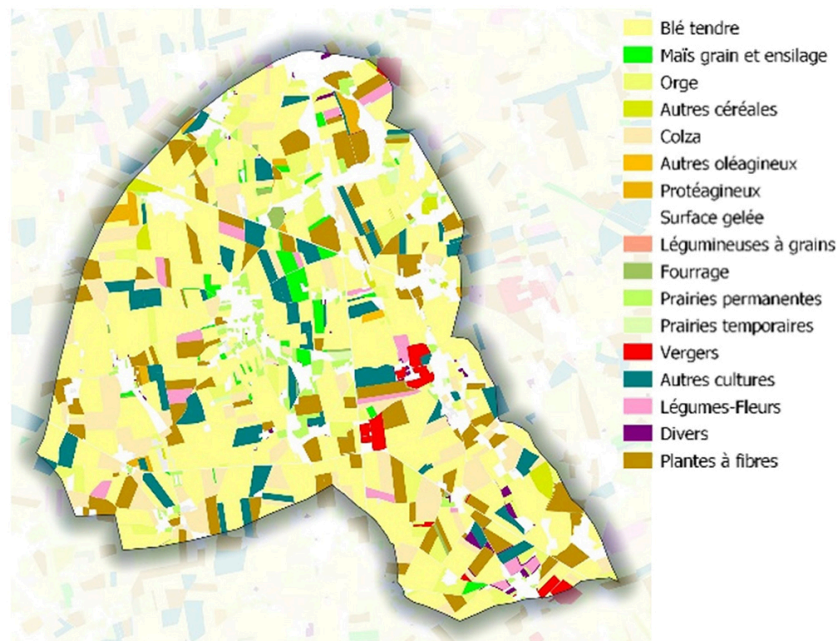 Blé tendre
Maïs grain et ensilage
Orge
Autres céréales
Colza
Autres oléagineux
Protéagineux
Surface gelée
Légumineuses à grains
Fourrage
Prairies permanentes
Prairies temporaires
Vergers
Autres cultures
Légumes-Fleurs
Divers
Plantes à fibres